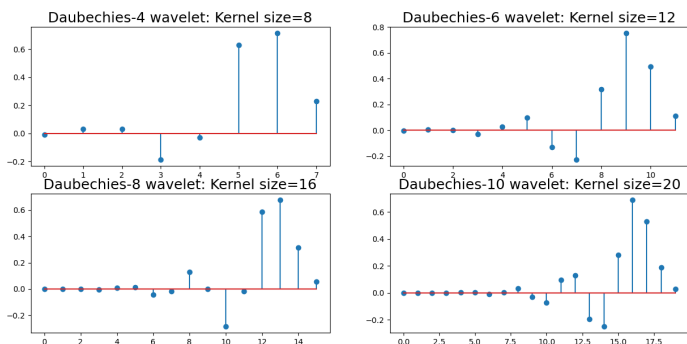 Daubechies-4 wavelet: Kernel size=8
0.6
0.4
0.2
0.0
−0.2
0 1 2 3 4 5 6 7
Daubechies-6 wavelet: Kernel size=12
0.8
0.6
0.4
0.2
0.0
−0.2
0 2 4 6 8 10
Daubechies-8 wavelet: Kernel size=16
0.6
0.4
0.2
0.0
−0.2
0 2 4 6 8 10 12 14
Daubechies-10 wavelet: Kernel size=20
0.6
0.4
0.2
0.0
−0.2
0.0 2.5 5.0 7.5 10.0 12.5 15.0 17.5